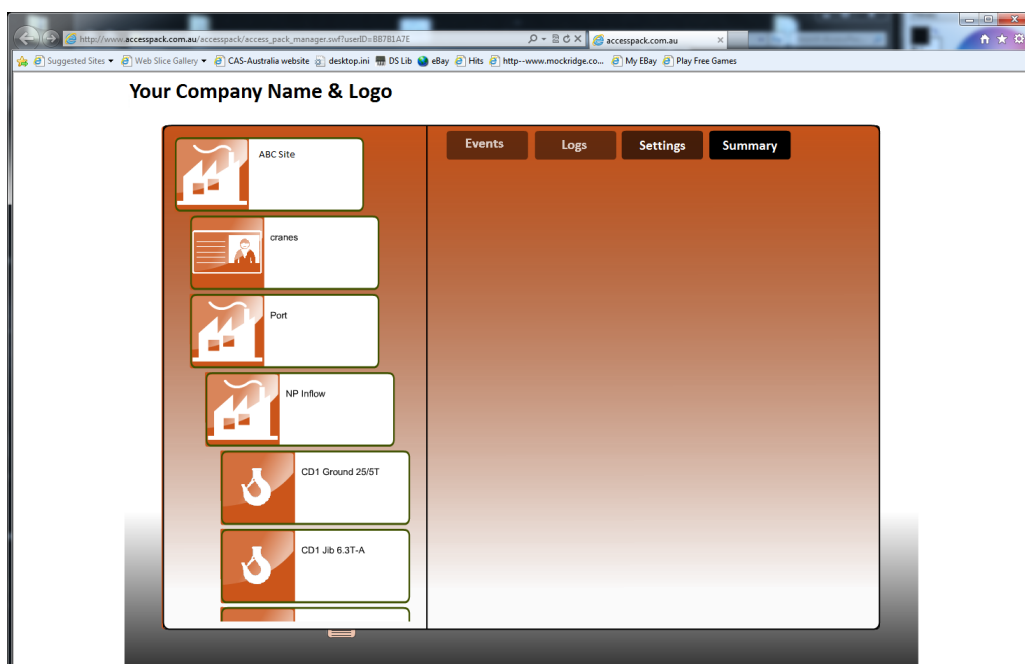 http://www.accesspack.com.au/accesspack/access_pack_manager.swf?userID=BB7B1A7E
accesspack.com.au
Suggested Sites
Web Slice Gallery
CAS-Australia website
desktop.ini
DS Lib
eBay
Hits
http--www.mockridge.co...
My EBay
Play Free Games
Your Company Name & Logo
Events
Logs
Settings
Summary
ABC Site
cranes
Port
NP Inflow
CD1 Ground 25/5T
CD1 Jib 6.3T-A